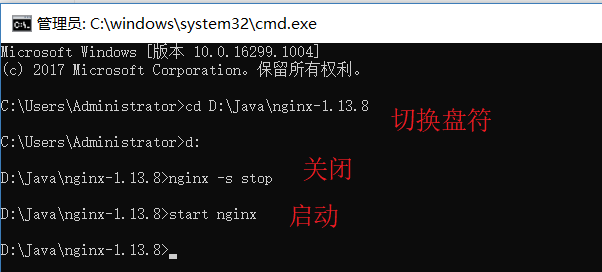 管理员: C:\windows\system32\cmd.exe
Microsoft Windows [版本 10.0.16299.1004]
(c) 2017 Microsoft Corporation。保留所有权利。
C:\Users\Administrator>cd D:\Java\nginx-1.13.8
切换盘符
C:\Users\Administrator>d:
D:\Java\nginx-1.13.8>nginx -s stop
关闭
D:\Java\nginx-1.13.8>start nginx
启动
D:\Java\nginx-1.13.8>